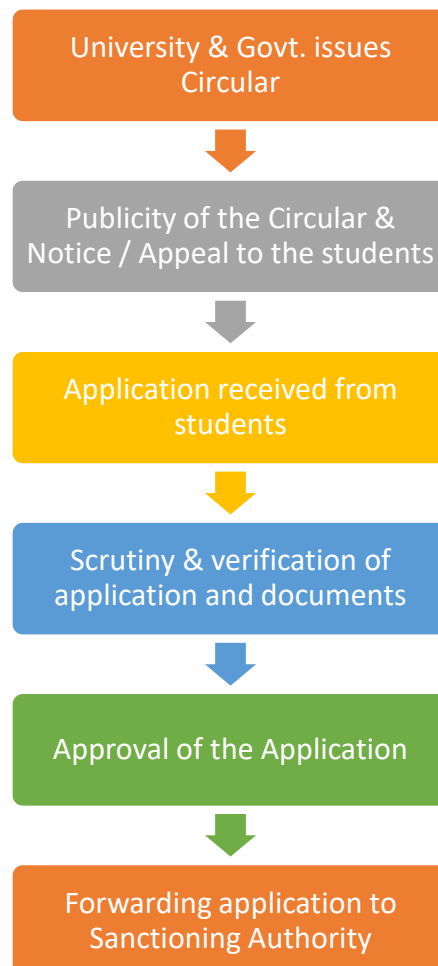 University & Govt. issues
Circular
Publicity of the Circular &
Notice / Appeal to the students
Application received from
students
Scrutiny & verification of
application and documents
Approval of the Application
Forwarding application to
Sanctioning Authority